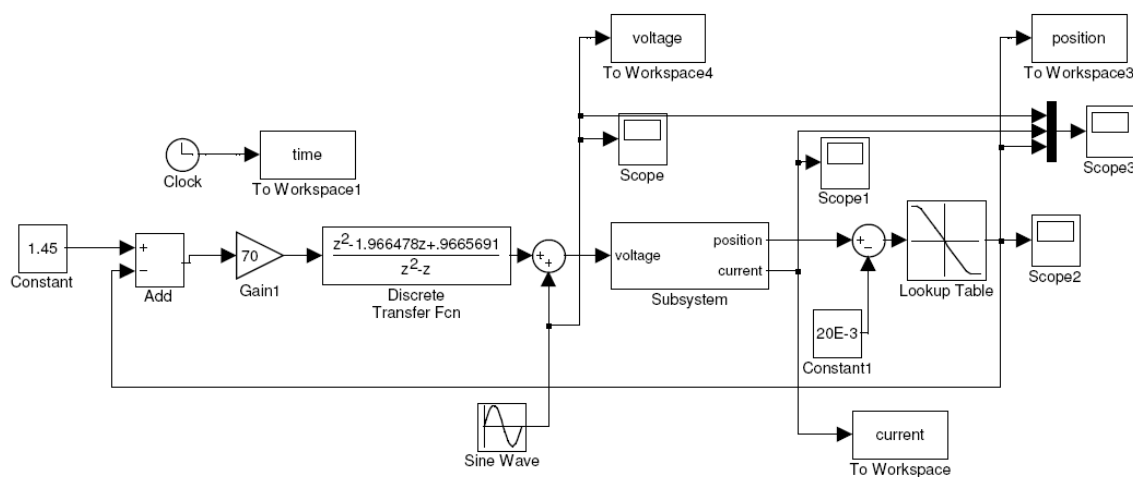 voltage
To Workspace4
position
To Workspace3
Scope
Scope3
time
Clock
To Workspace1
Scope1
1.45
Constant
+
−
Add
70
Gain1
z²-1.966478z+.9665691
z²-z
Discrete
Transfer Fcn
+
+
voltage
position
current
Subsystem
+
−
Lookup Table
Scope2
20E-3
Constant1
Sine Wave
current
To Workspace